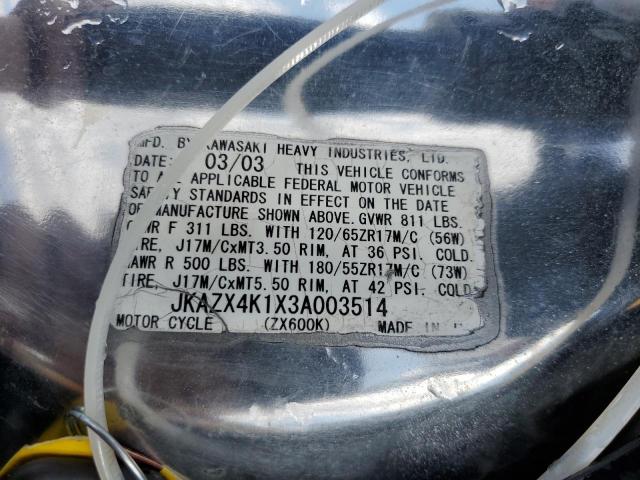 MFD. BY KAWASAKI HEAVY INDUSTRIES, LTD.
DATE: 03/03 THIS VEHICLE CONFORMS
TO APPLICABLE FEDERAL MOTOR VEHICLE
SAFETY STANDARDS IN EFFECT ON THE DATE
OF MANUFACTURE SHOWN ABOVE. GVWR 811 LBS.
F 311 LBS. WITH 120/65ZR17M/C (56W)
TIRE, J17M/CxMT3.50 RIM, AT 36 PSI. COLD.
GAWR R 500 LBS. WITH 180/55ZR17M/C (73W)
TIRE, J17M/CxMT5.50 RIM, AT 42 PSI. COLD.
JKAZX4K1X3A003514
MOTOR CYCLE (ZX600K) MADE IN